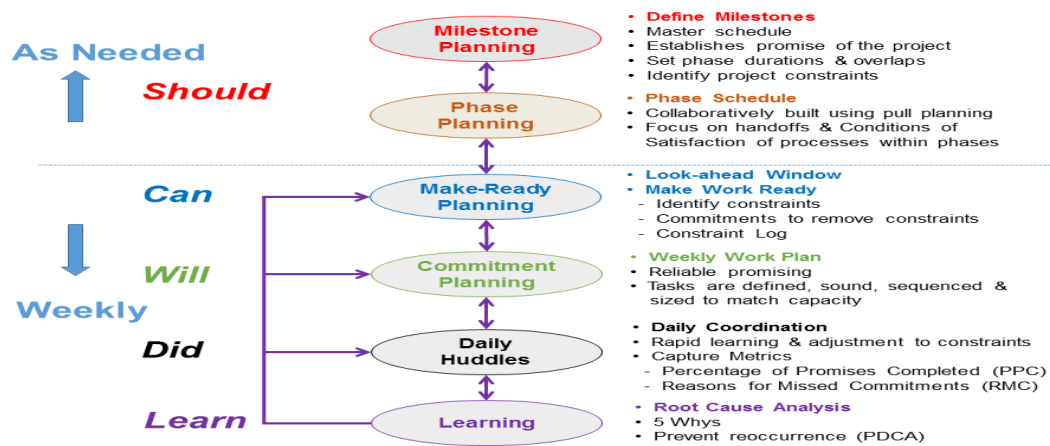 As Needed
Should
Can
Will
Weekly
Did
Learn
Milestone
Planning
Phase
Planning
Make-Ready
Planning
Commitment
Planning
Daily
Huddles
Learning
• Define Milestones
• Master schedule
• Establishes promise of the project
• Set phase durations & overlaps
• Identify project constraints
• Phase Schedule
• Collaboratively built using pull planning
• Focus on handoffs & Conditions of
Satisfaction of processes within phases
• Look-ahead Window
• Make Work Ready
- Identify constraints
- Commitments to remove constraints
- Constraint Log
• Weekly Work Plan
• Reliable promising
• Tasks are defined, sound, sequenced &
sized to match capacity
• Daily Coordination
• Rapid learning & adjustment to constraints
• Capture Metrics
- Percentage of Promises Completed (PPC)
- Reasons for Missed Commitments (RMC)
• Root Cause Analysis
• 5 Whys
• Prevent reoccurrence (PDCA)